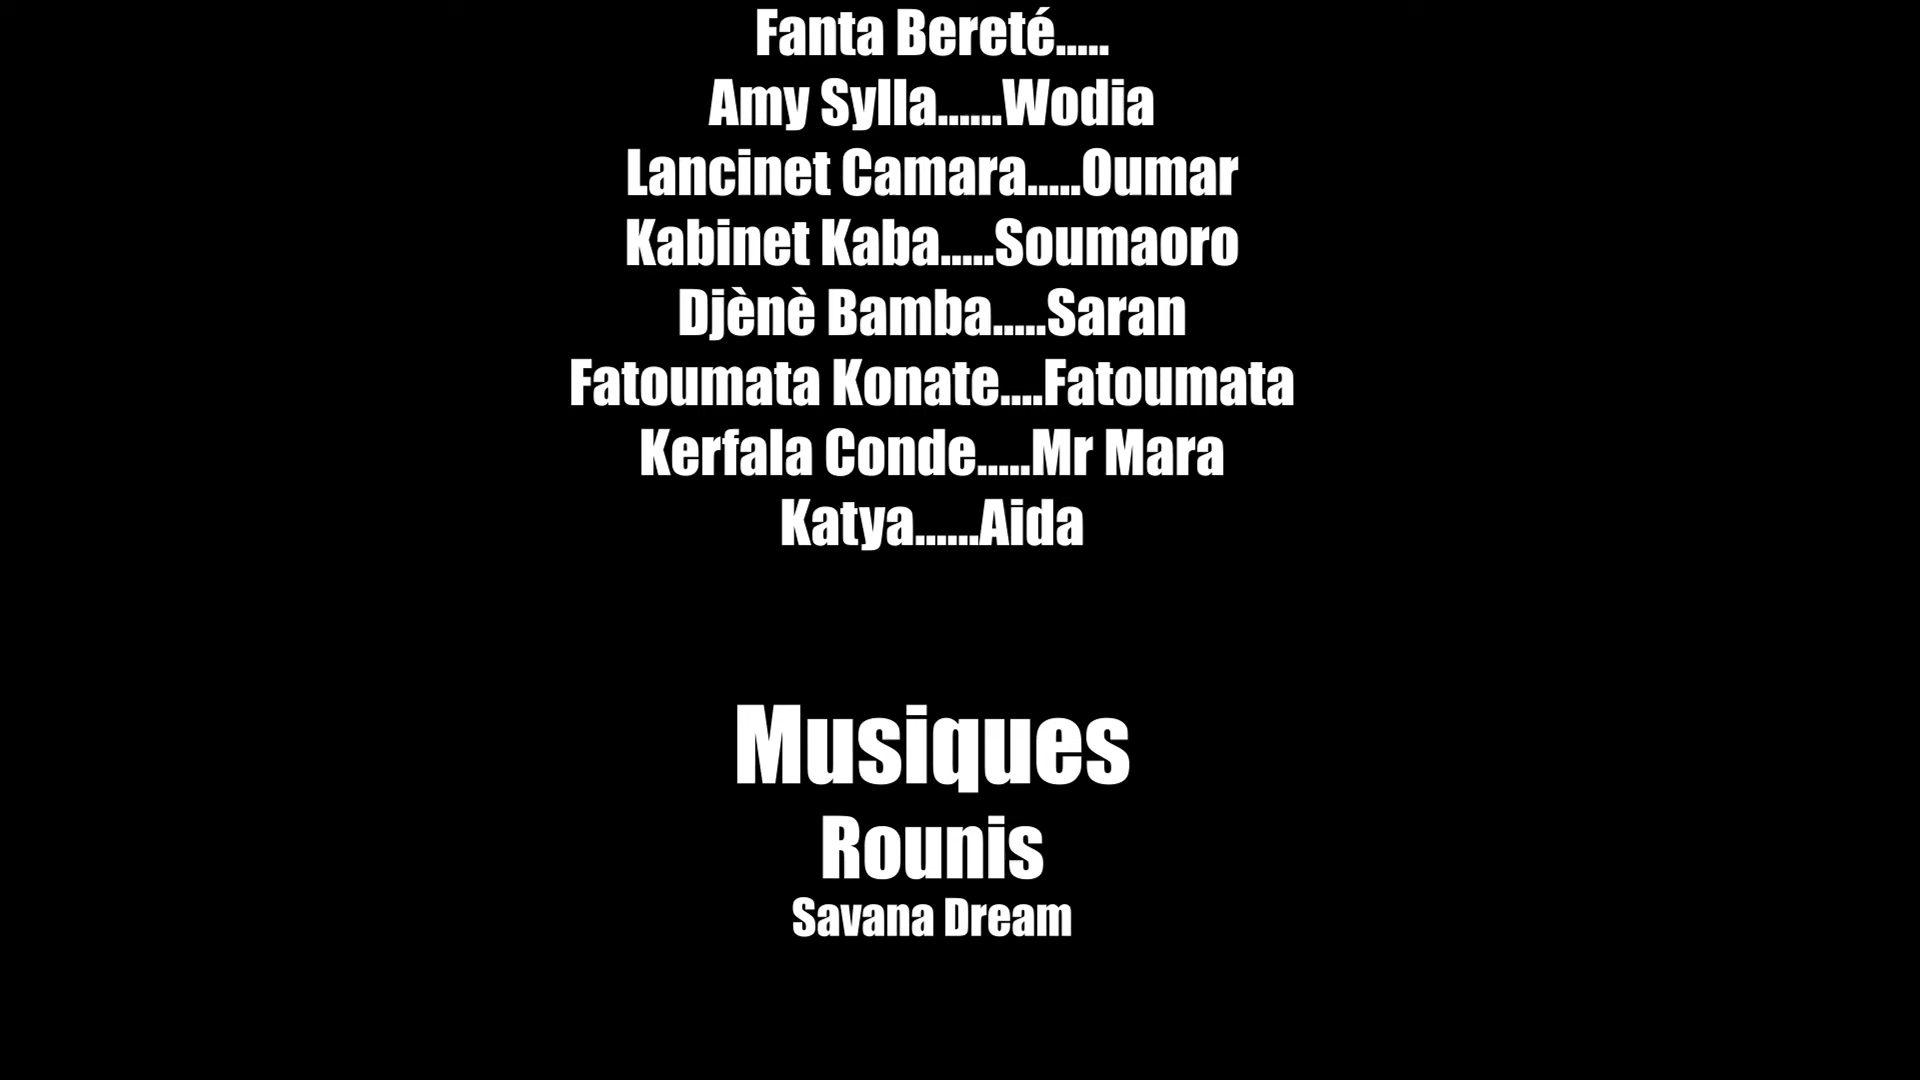 Fanta Bereté.....
Amy Sylla......Wodia
Lancinet Camara.....Oumar
Kabinet Kaba.....Soumaoro
Djènè Bamba.....Saran
Fatoumata Konate....Fatoumata
Kerfala Conde.....Mr Mara
Katya......Aida
Musiques
Rounis
Savana Dream